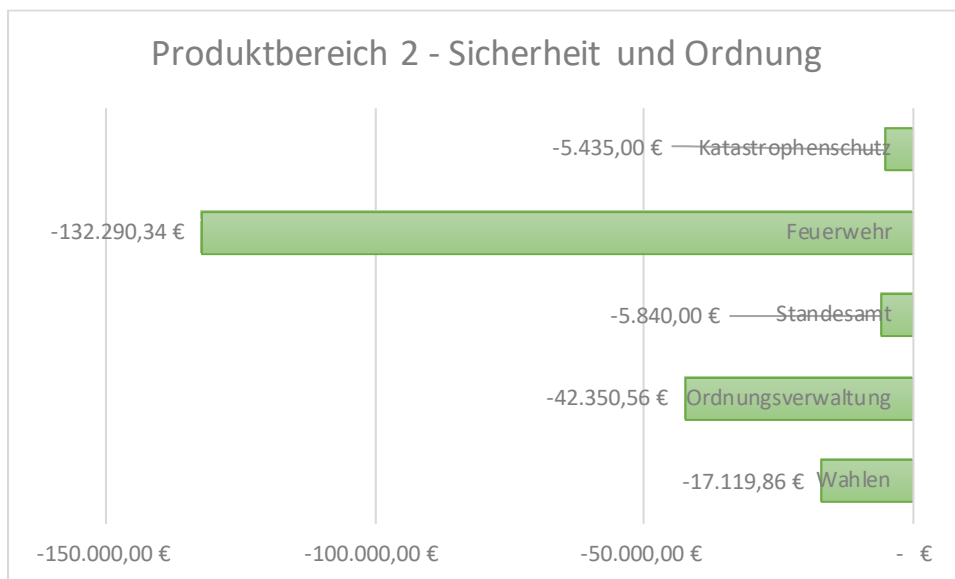 Produktbereich 2 - Sicherheit und Ordnung
-5.435,00 € Katastrophenschutz
-132.290,34 € Feuerwehr
-5.840,00 € Standesamt
-42.350,56 € Ordnungsverwaltung
-17.119,86 € Wahlen
-150.000,00 € -100.000,00 € -50.000,00 € - €